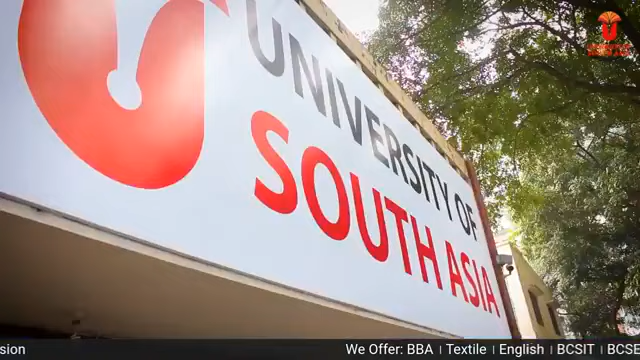 UNIVERSITY OF
SOUTH ASIA
sion We Offer: BBA | Textile | English | BCSIT | BCSE